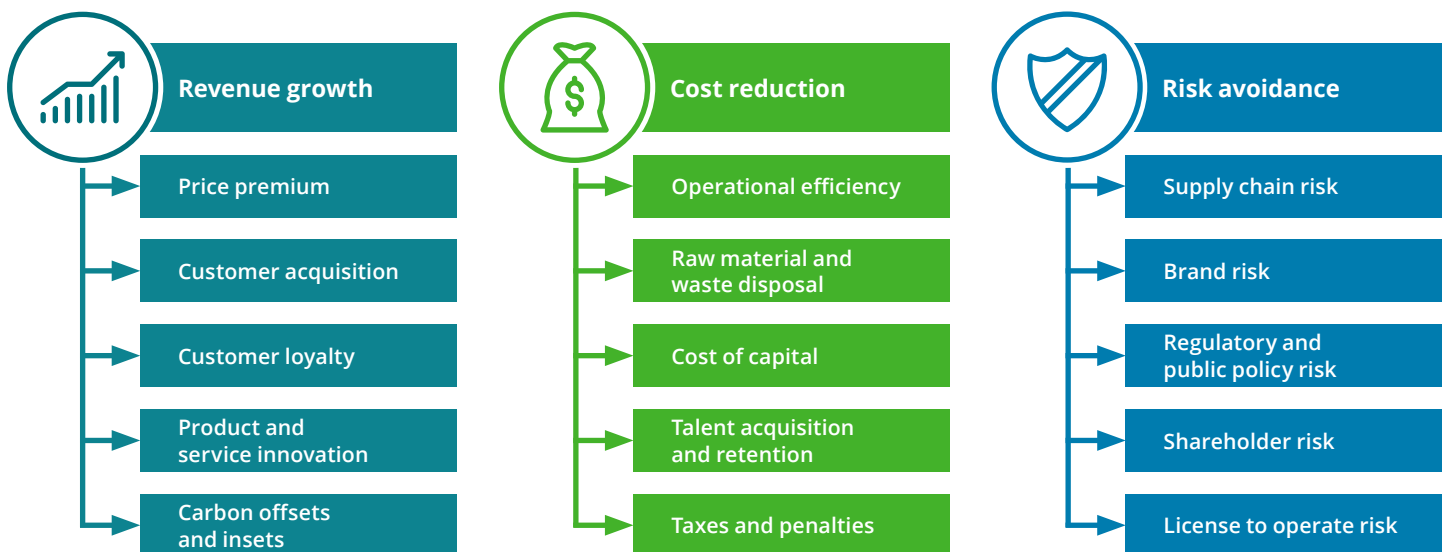 Revenue growth
Price premium
Customer acquisition
Customer loyalty
Product and
service innovation
Carbon offsets
and insets
$
Cost reduction
Operational efficiency
Raw material and
waste disposal
Cost of capital
Talent acquisition
and retention
Taxes and penalties
Risk avoidance
Supply chain risk
Brand risk
Regulatory and
public policy risk
Shareholder risk
License to operate risk